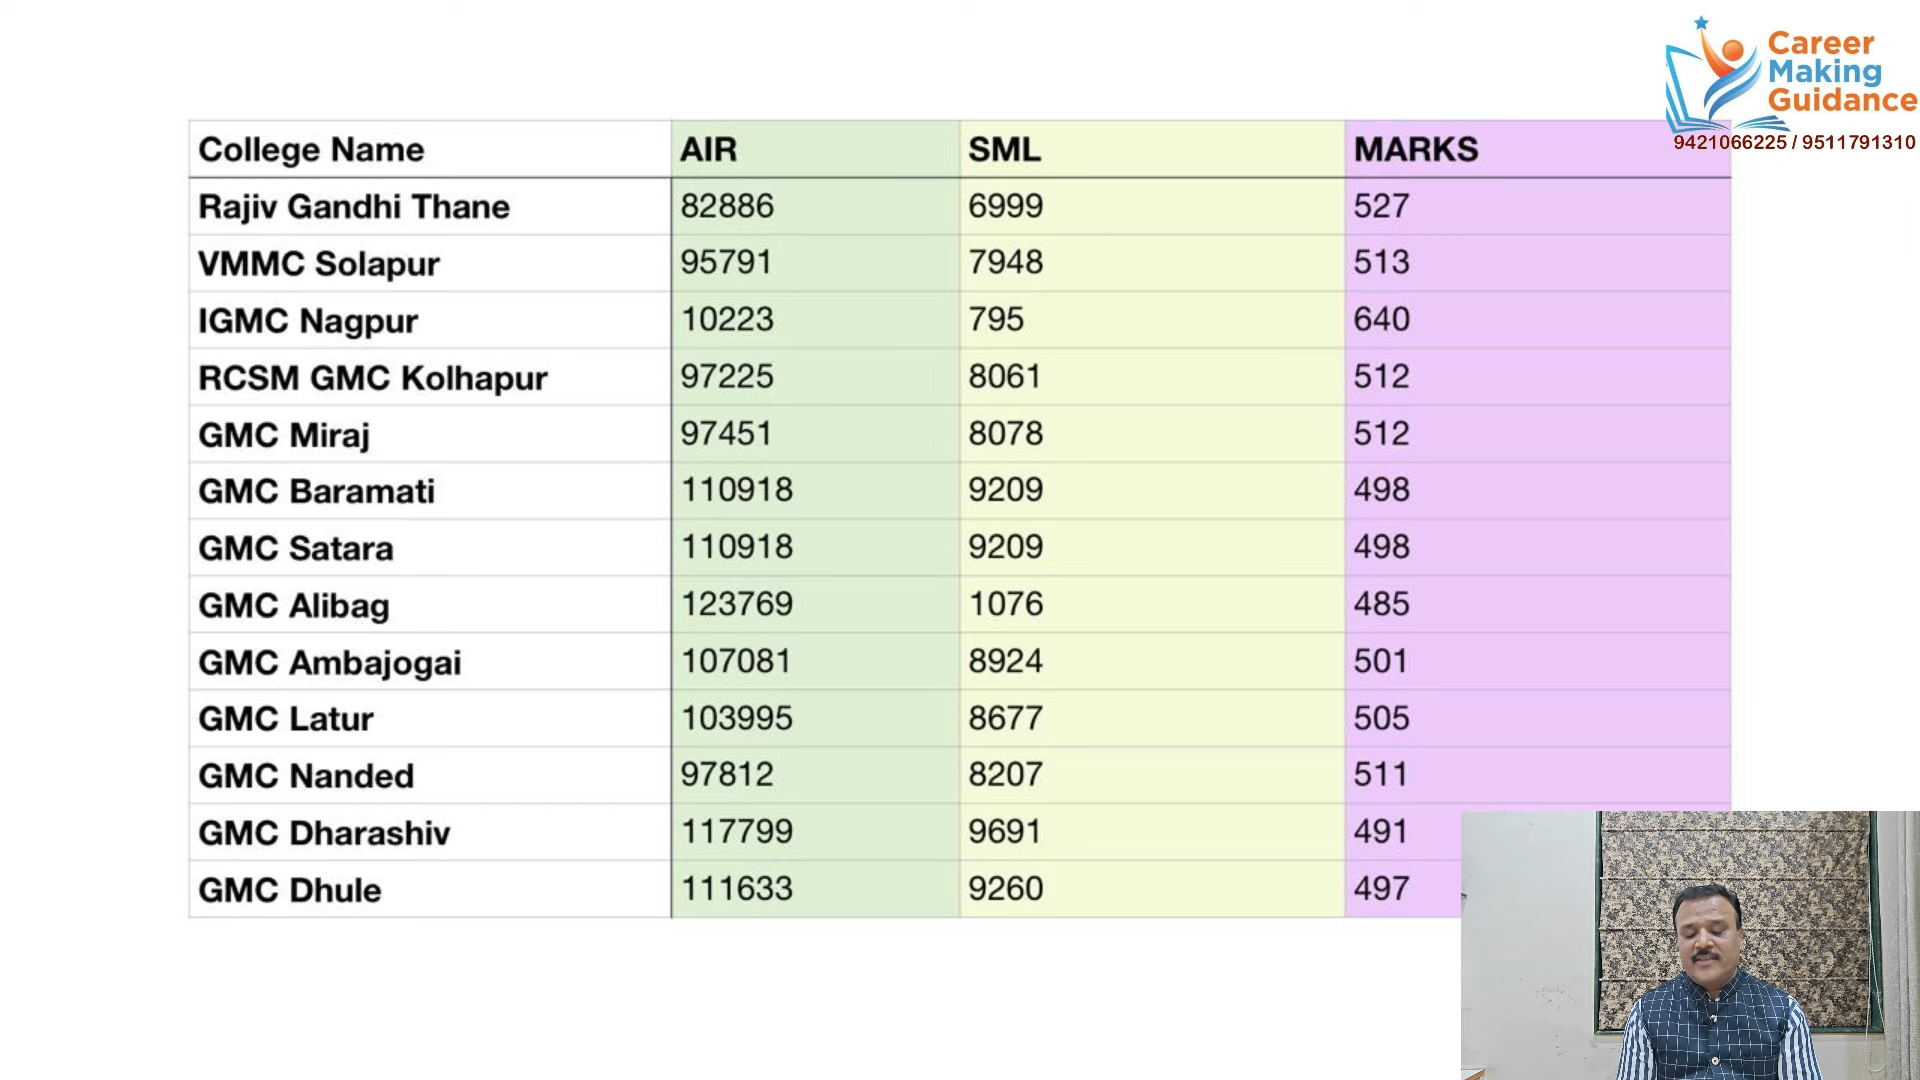 Career
Making
Guidance
9421066225 / 9511791310
College Name AIR SML MARKS
Rajiv Gandhi Thane 82886 6999 527
VMMC Solapur 95791 7948 513
IGMC Nagpur 10223 795 640
RCSM GMC Kolhapur 97225 8061 512
GMC Miraj 97451 8078 512
GMC Baramati 110918 9209 498
GMC Satara 110918 9209 498
GMC Alibag 123769 1076 485
GMC Ambajogai 107081 8924 501
GMC Latur 103995 8677 505
GMC Nanded 97812 8207 511
GMC Dharashiv 117799 9691 491
GMC Dhule 111633 9260 497